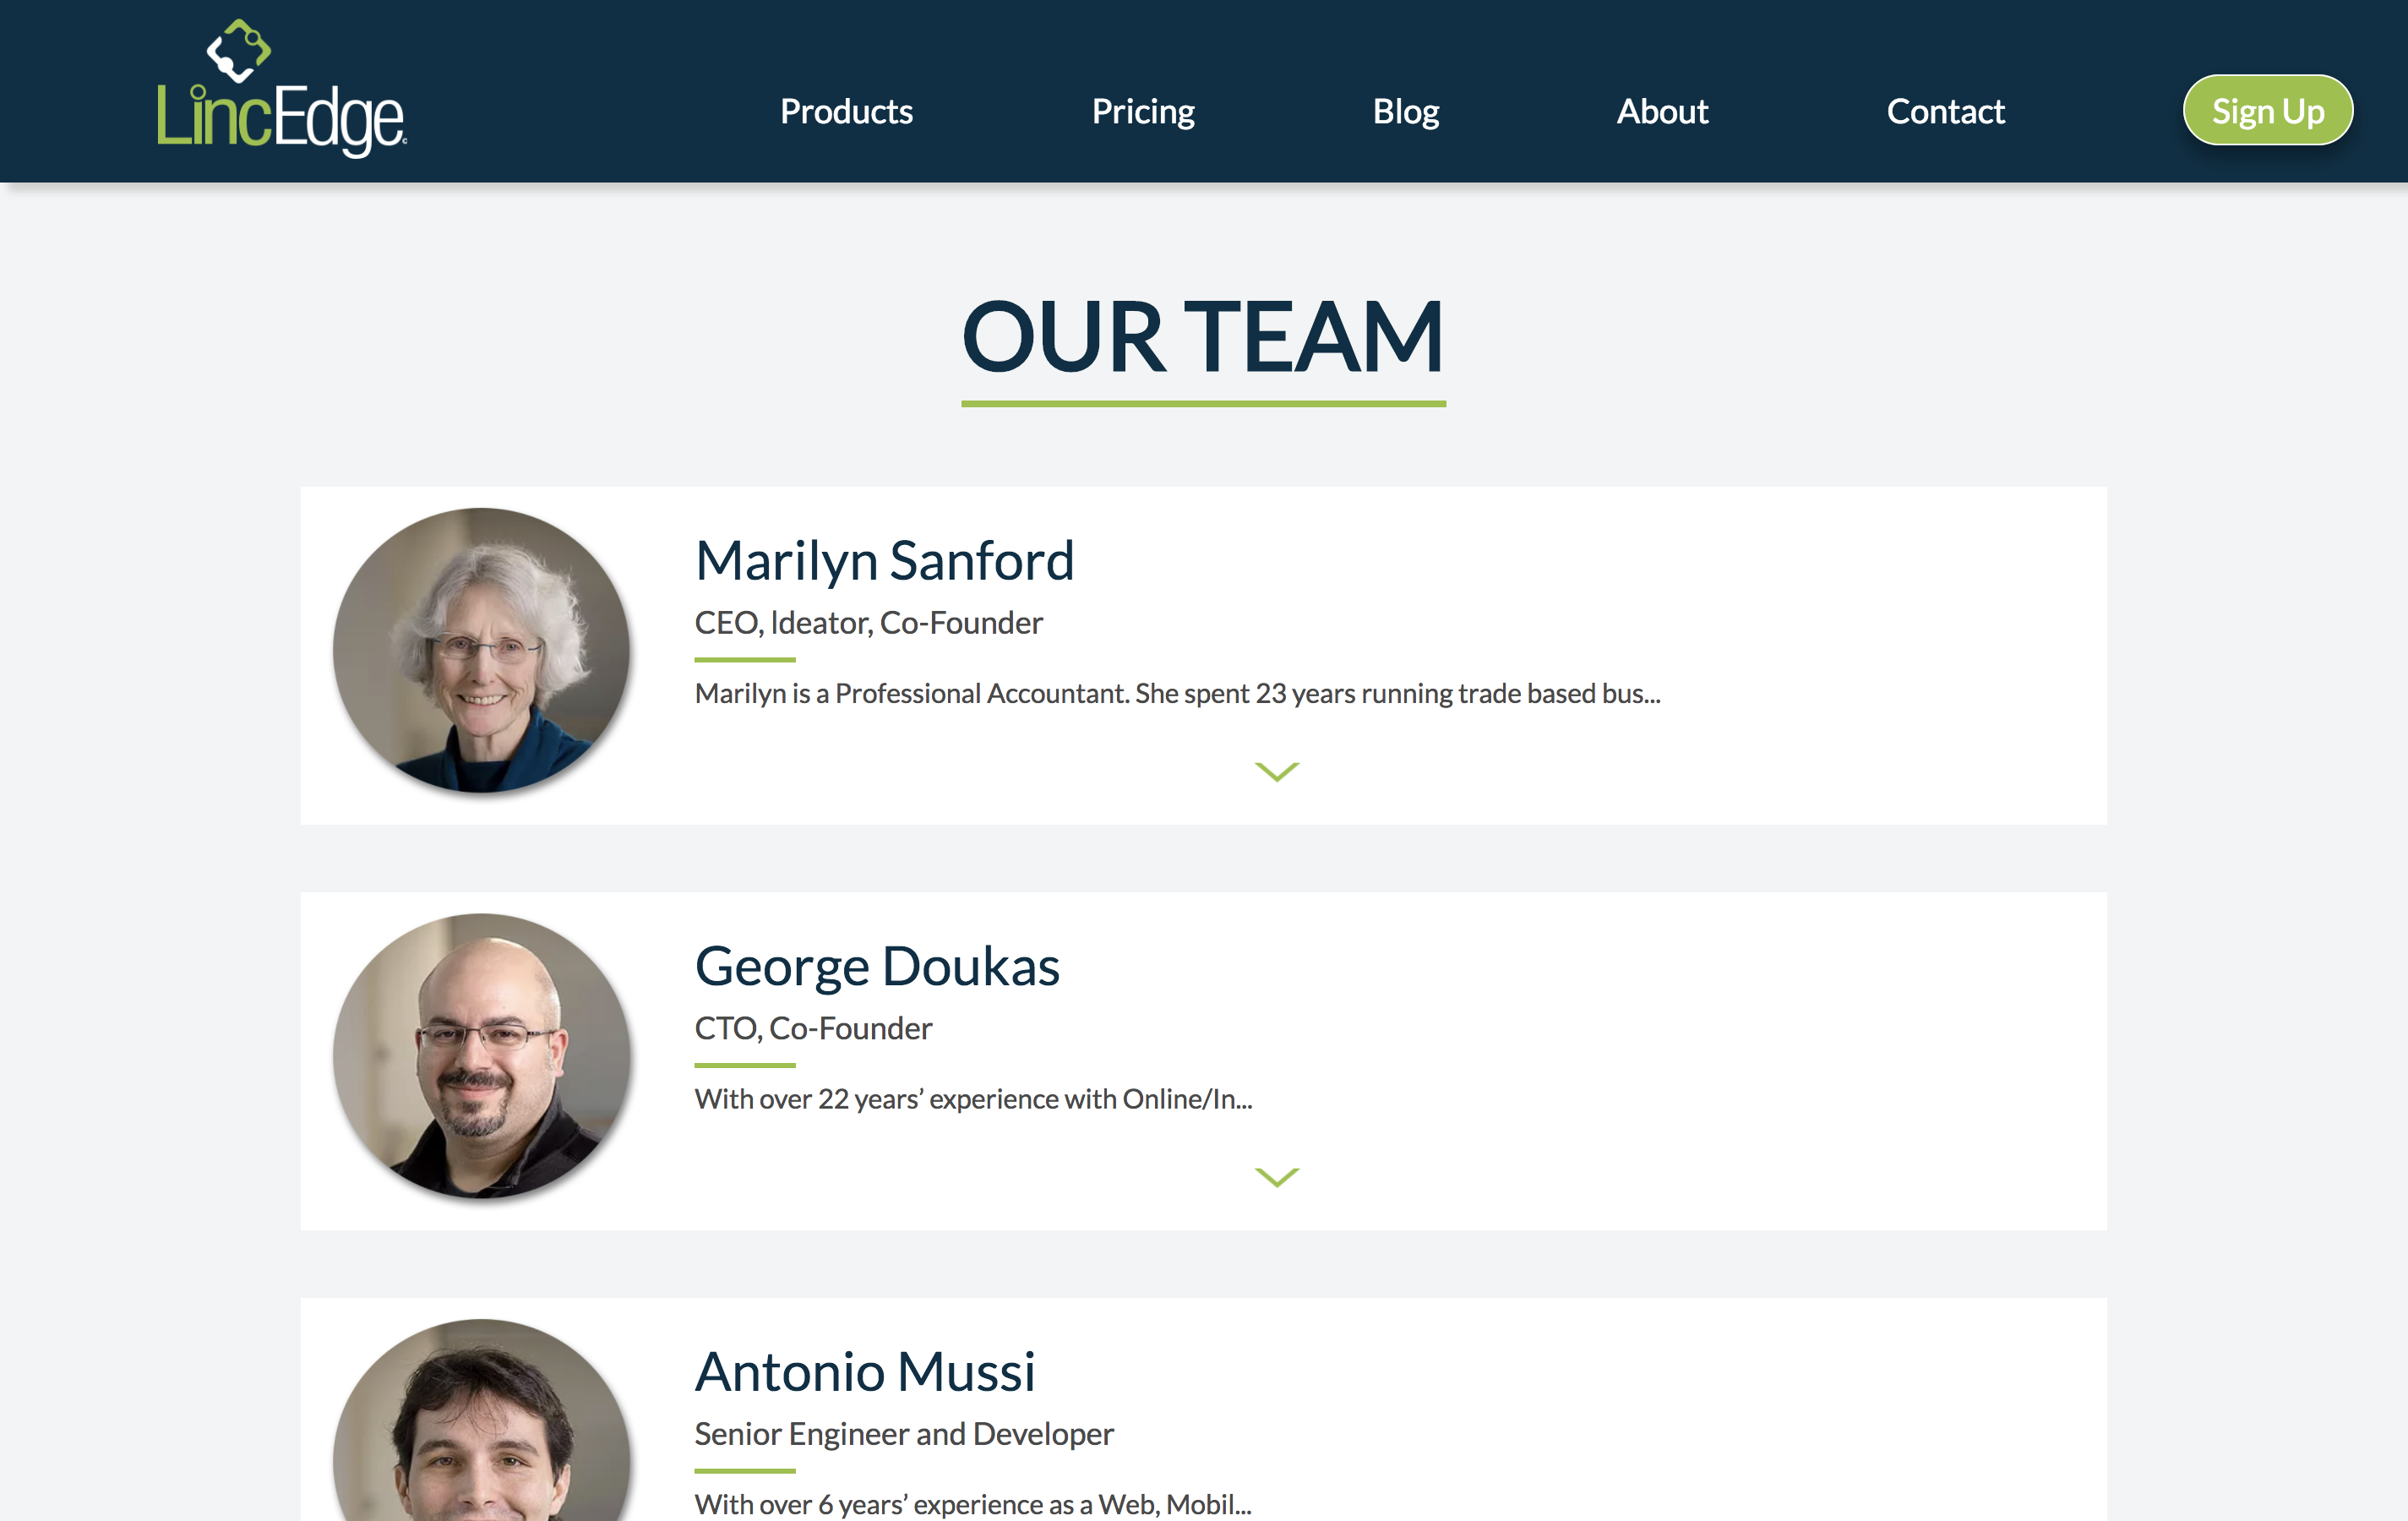 LincEdge
Products Pricing Blog About Contact Sign Up
OUR TEAM
Marilyn Sanford
CEO, Ideator, Co-Founder
Marilyn is a Professional Accountant. She spent 23 years running trade based bus...
George Doukas
CTO, Co-Founder
With over 22 years’ experience with Online/In...
Antonio Mussi
Senior Engineer and Developer
With over 6 years’ experience as a Web, Mobil...